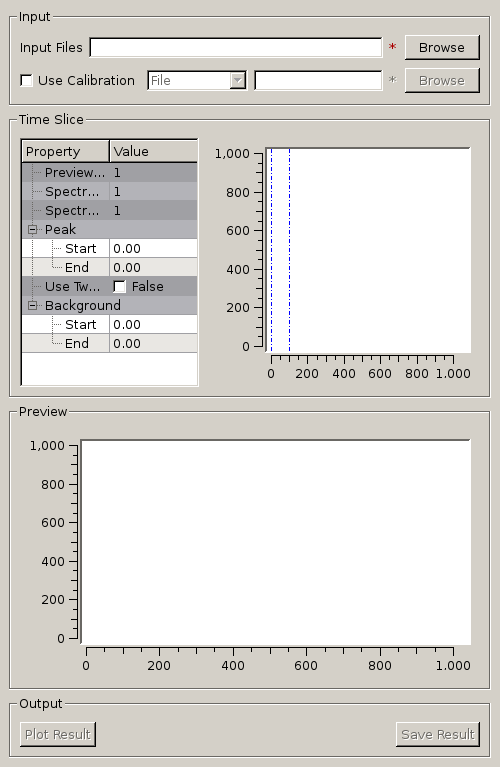 Input
Input Files * Browse
Use Calibration File * Browse
Time Slice
Property Value
Preview... 1
Spectr... 1
Spectr... 1
Peak
Start 0.00
End 0.00
Use Tw... False
Background
Start 0.00
End 0.00
1,000
800
600
400
200
0
0 200 400 600 800 1.000
Preview
1,000
800
600
400
200
0
0 200 400 600 800 1.000
Output
Plot Result Save Result